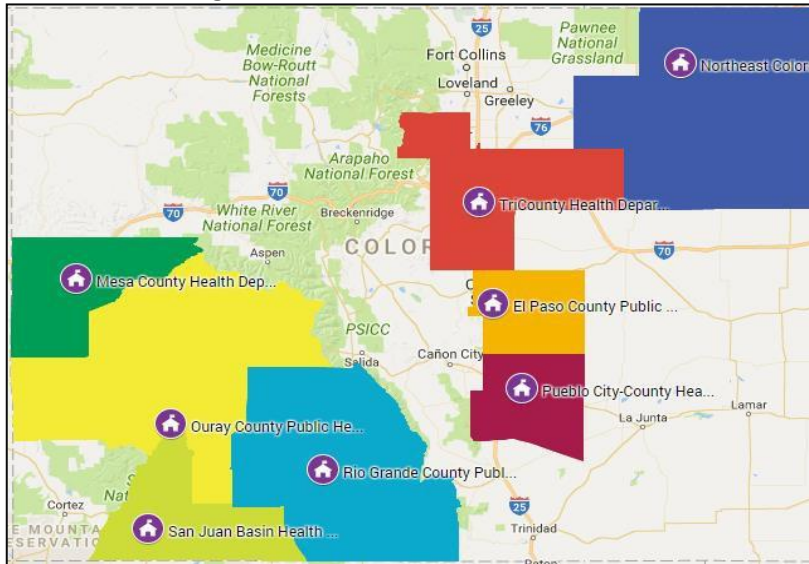 25
Pawnee
National
Grassland
Medicine
Bow-Routt
National
Forests
Fort Collins
Loveland
Greeley
Northeast Color
76
Arapaho
National Forest
70
70
White River
National Forest
Breckenridge
TriCounty Health Depar...
Aspen
COLOR
70
Mesa County Health Dep...
El Paso County Public ...
PSICC
Salida
Cañon City
Pueblo City-County Hea...
La Junta
Lamar
Ouray County Public He...
Rio Grande County Publ...
Cortez
25
San Juan Basin Health ...
Trinidad
E MOUNTA
ESERVATIO